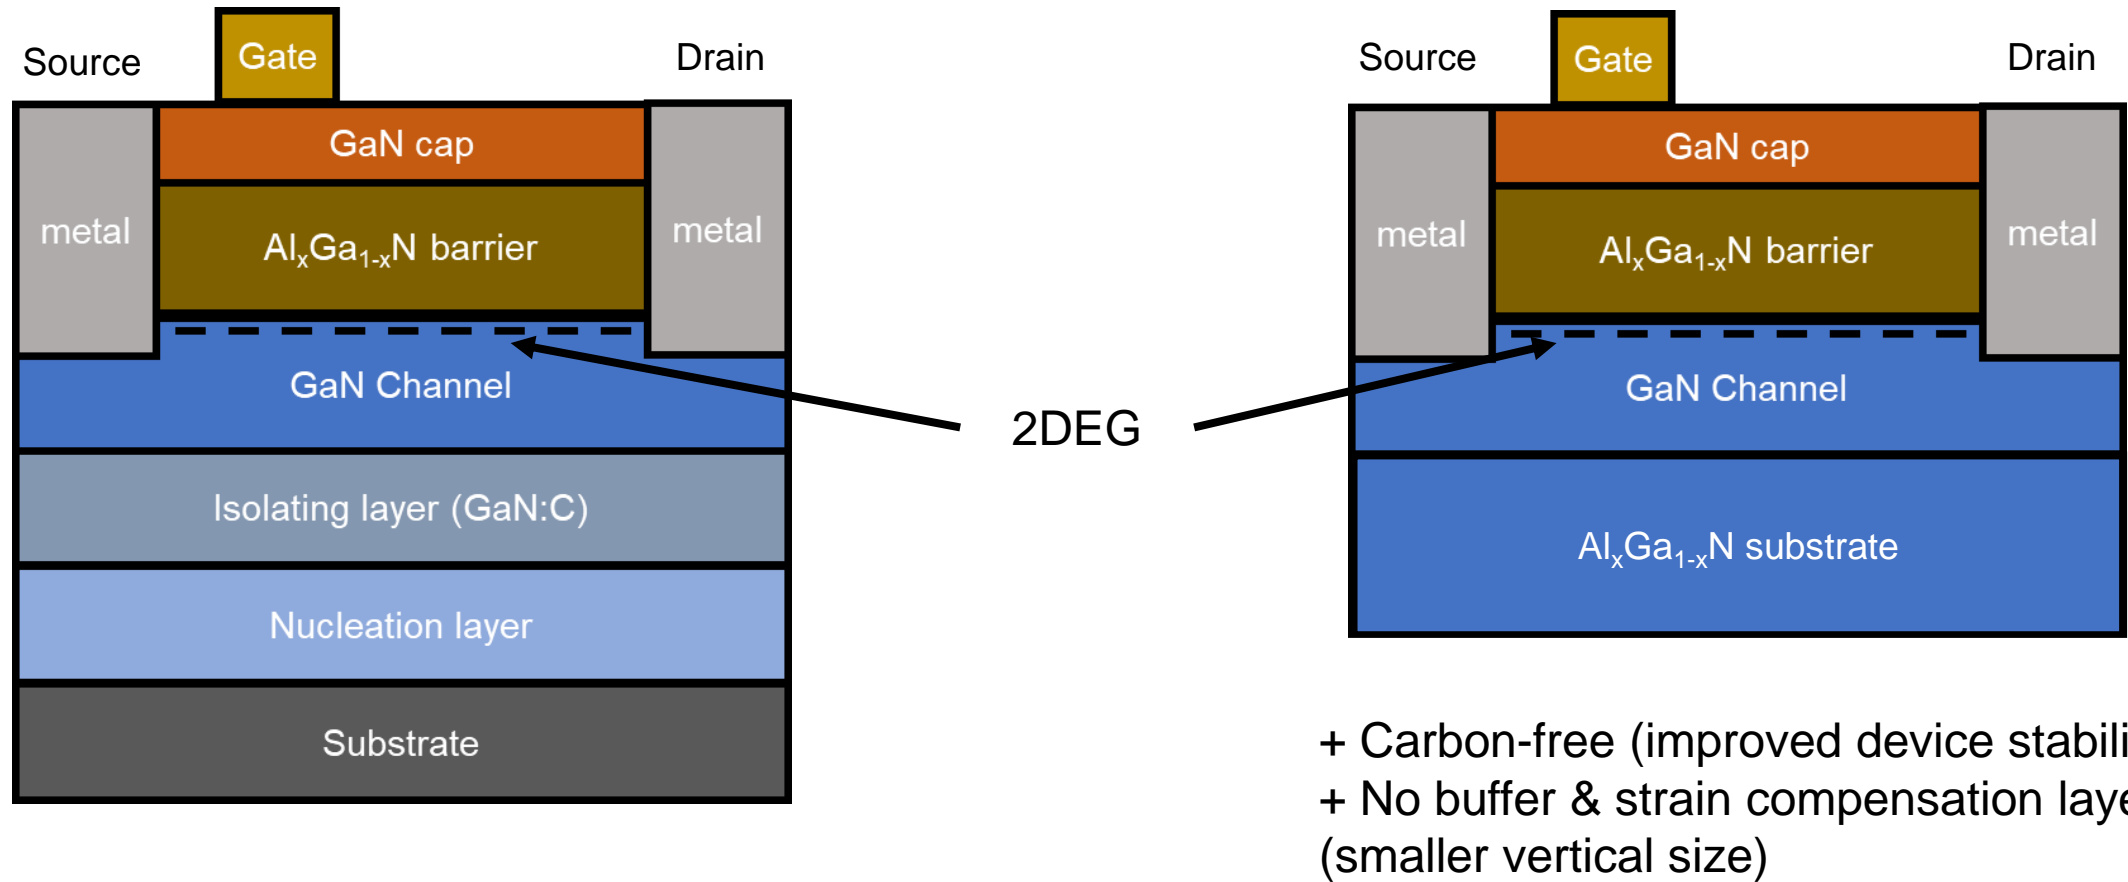 Source
Gate
Drain
GaN cap
metal
AlxGa1-xN barrier
metal
GaN Channel
Isolating layer (GaN:C)
Nucleation layer
Substrate
2DEG
Source
Gate
Drain
GaN cap
metal
AlxGa1-xN barrier
metal
GaN Channel
AlxGa1-xN substrate
+ Carbon-free (improved device
+ No buffer & strain compensation
(smaller vertical size)